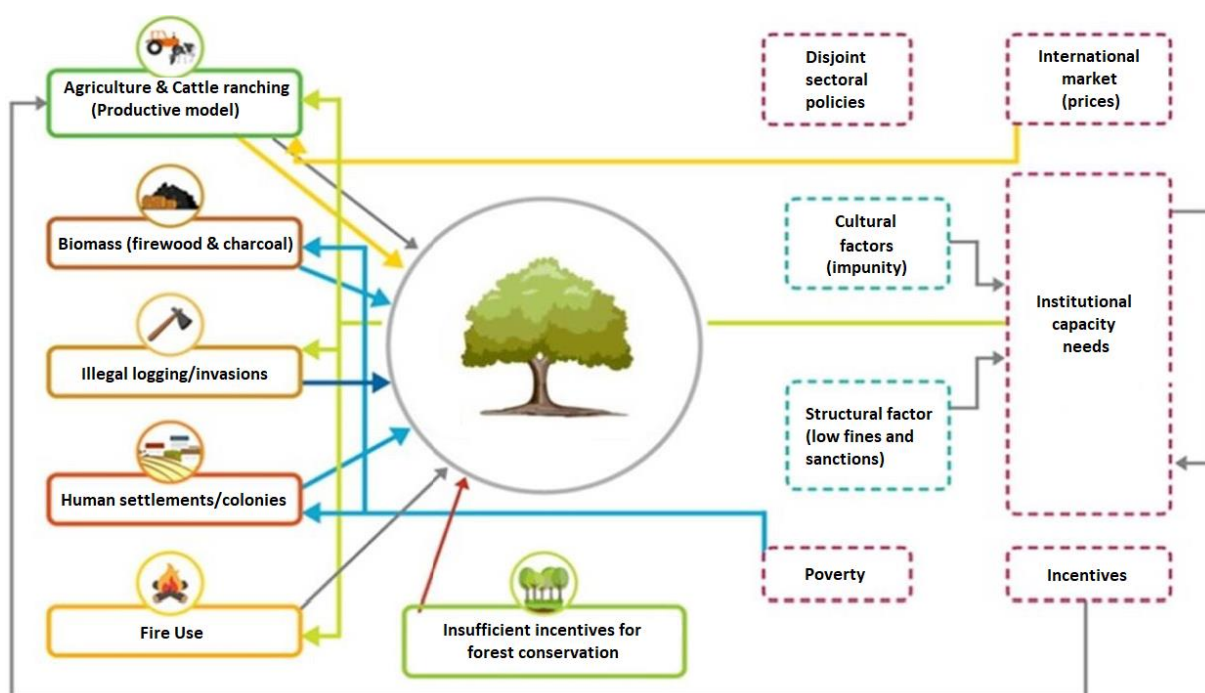 Agriculture & Cattle ranching
(Productive model)
Biomass (firewood & charcoal)
Illegal logging/invasions
Human settlements/colonies
Fire Use
Insufficient incentives for
forest conservation
Disjoint
sectoral
policies
International
market
(prices)
Cultural
factors
(impunity)
Institutional
capacity
needs
Structural factor
(low fines and
sanctions)
Poverty
Incentives